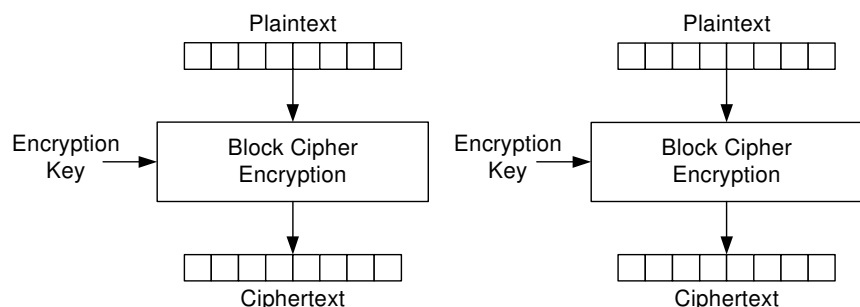 Plaintext
Encryption
Key
Block Cipher
Encryption
Ciphertext
Plaintext
Encryption
Key
Block Cipher
Encryption
Ciphertext